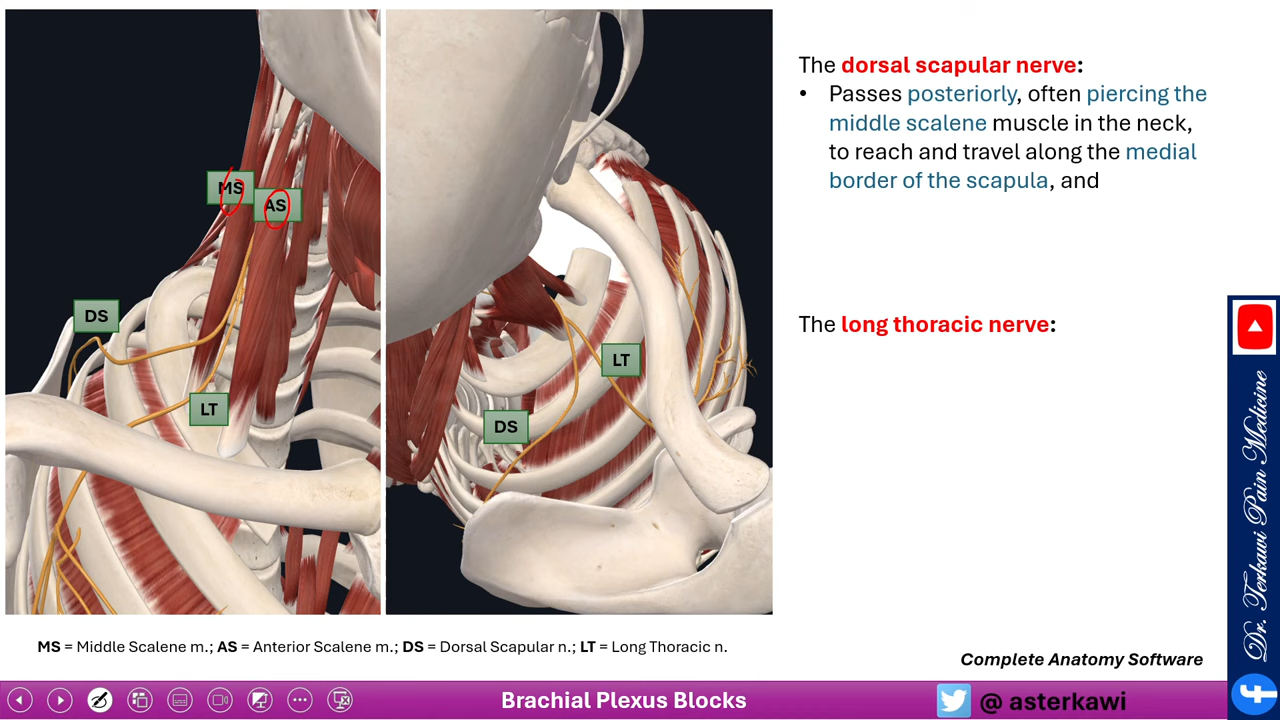 The dorsal scapular nerve:
• Passes posteriorly, often piercing the
middle scalene muscle in the neck,
to reach and travel along the medial
border of the scapula, and
The long thoracic nerve:
MS
AS
DS
LT
LT
DS
MS = Middle Scalene m.; AS = Anterior Scalene m.; DS = Dorsal Scapular n.; LT = Long Thoracic n.
Complete Anatomy Software
Brachial Plexus Blocks
@ asterkawi
Dr. Terkawi Pain Medicine